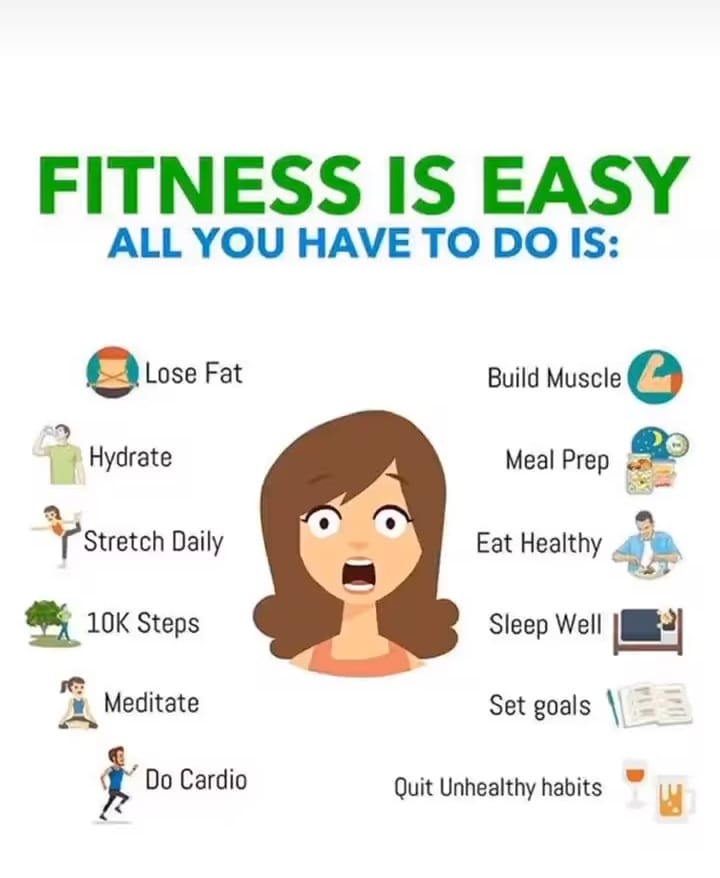 FITNESS IS EASY
ALL YOU HAVE TO DO IS:
Lose Fat
Hydrate
Stretch Daily
10K Steps
Meditate
Do Cardio
Build Muscle
Meal Prep
Eat Healthy
Sleep Well
Set goals
Quit Unhealthy habits